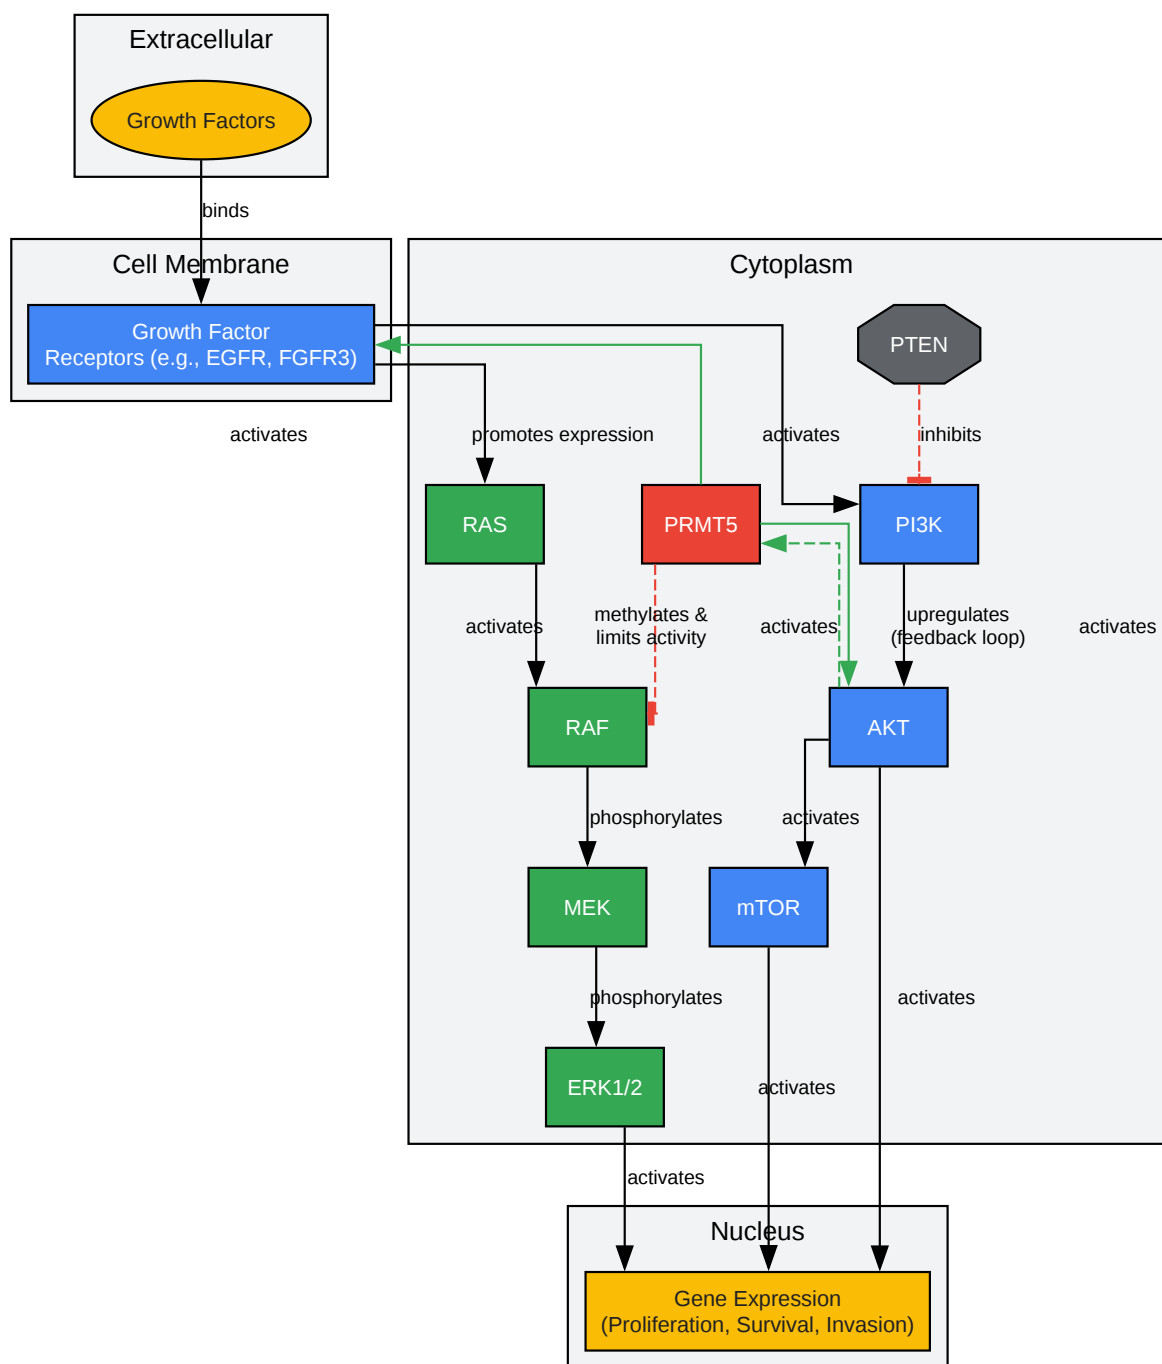 Extracellular
Growth Factors
binds
Cell Membrane
Cytoplasm
Growth Factor
Receptors (e.g., EGFR, FGFR3)
PTEN
activates
promotes expression
activates
inhibits
RAS
PRMT5
PI3K
activates
methylates &
limits activity
activates
upregulates
(feedback loop)
activates
RAF
AKT
phosphorylates
activates
MEK
mTOR
phosphorylates
activates
ERK1/2
activates
activates
Nucleus
Gene Expression
(Proliferation, Survival, Invasion)